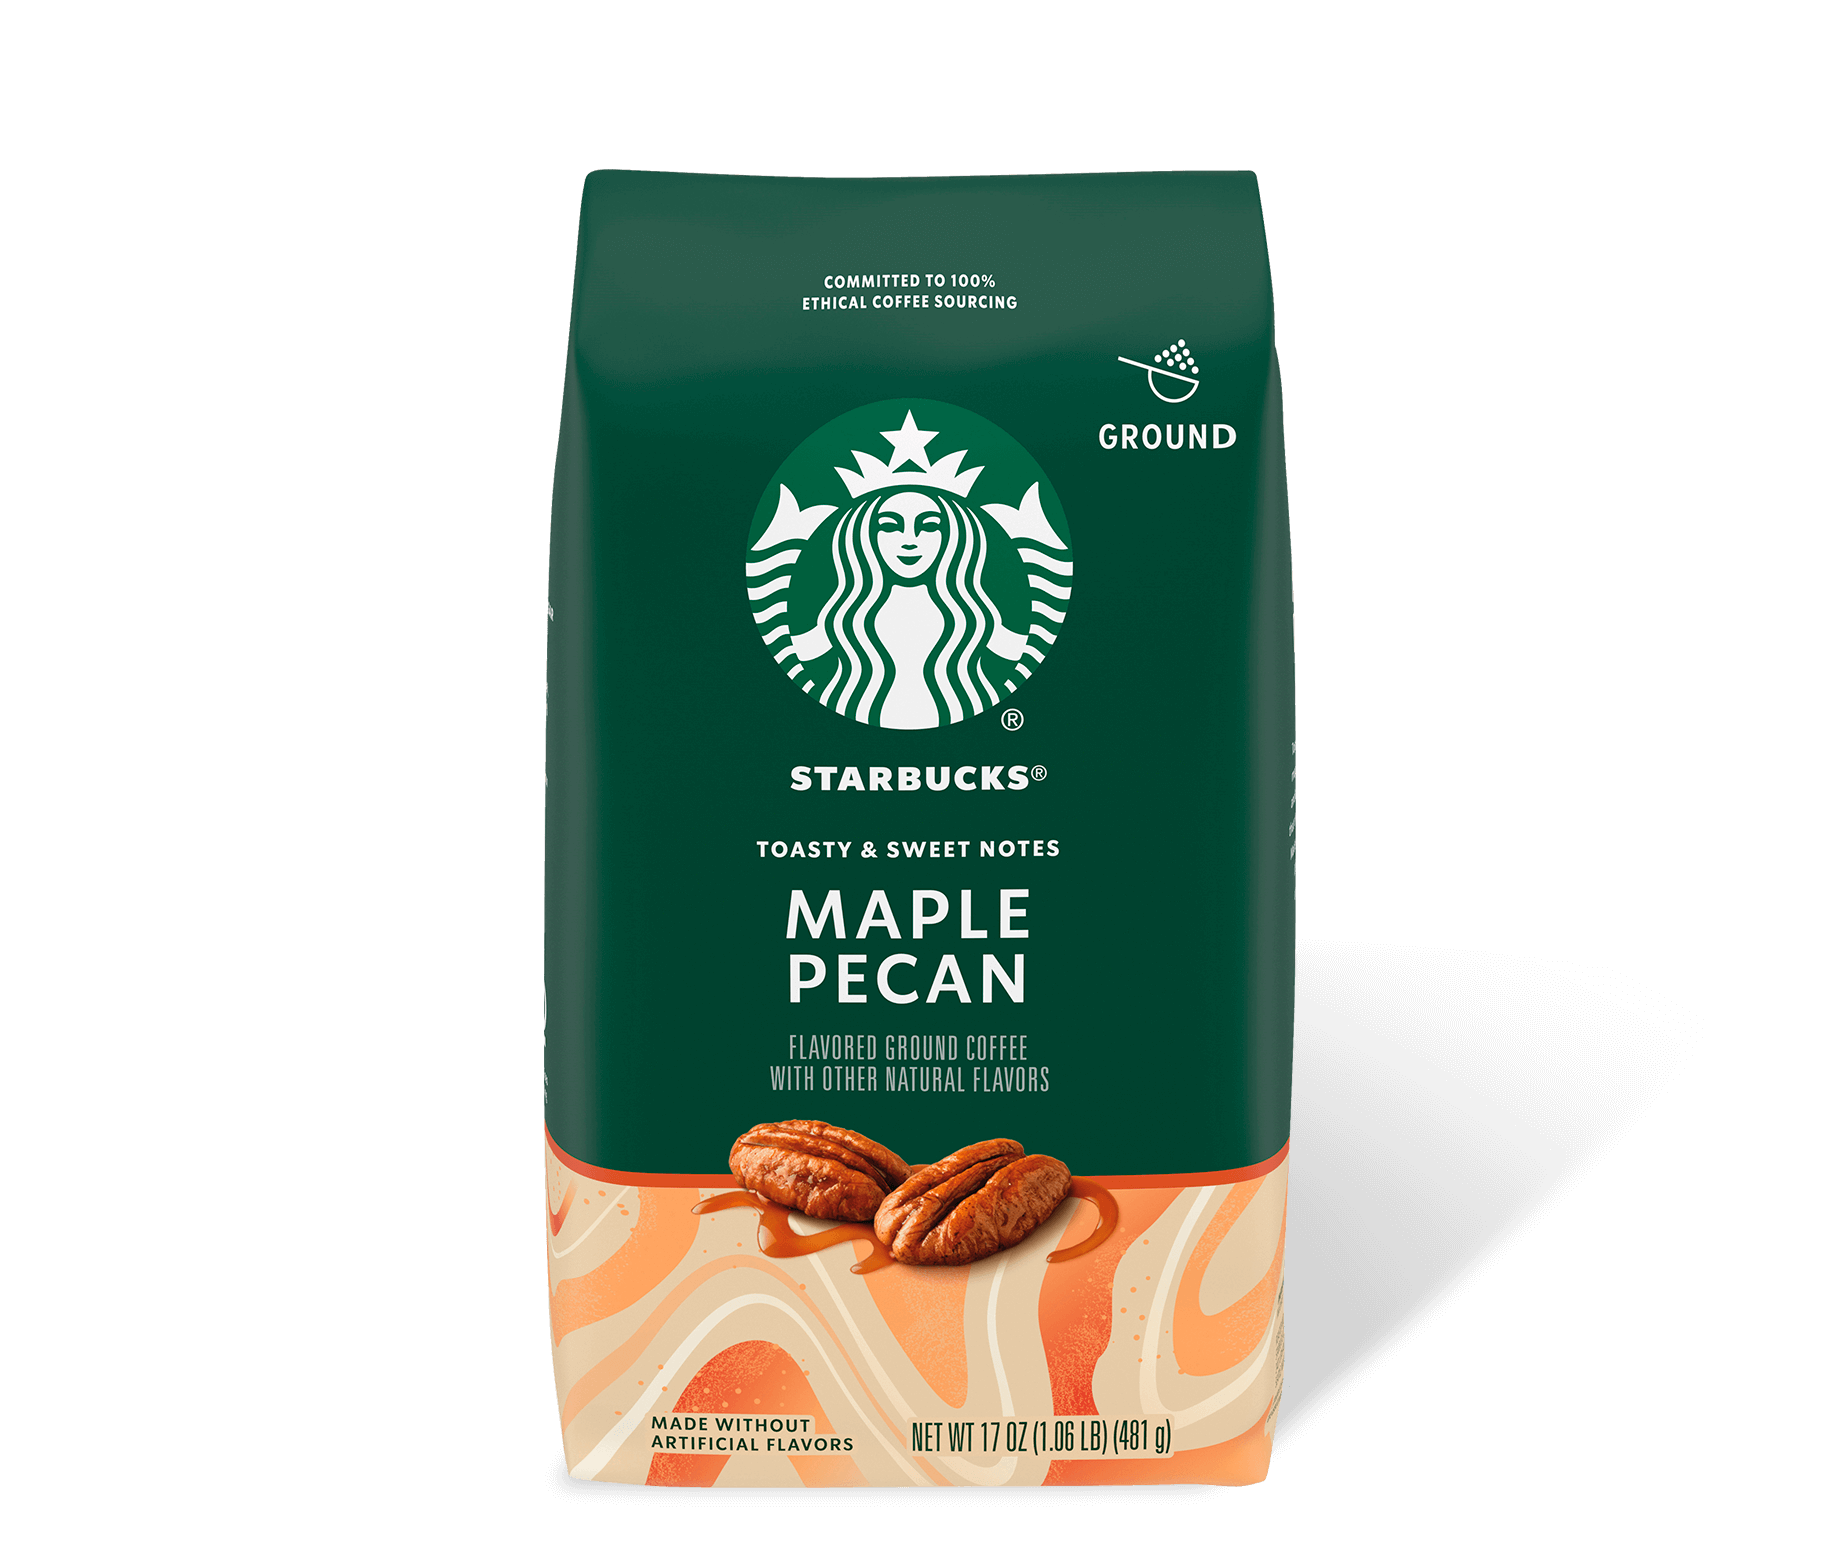 COMMITTED TO 100%
ETHICAL COFFEE SOURCING
GROUND
®
STARBUCKS®
TOASTY & SWEET NOTES
MAPLE
PECAN
FLAVORED GROUND COFFEE
WITH OTHER NATURAL FLAVORS
MADE WITHOUT
ARTIFICIAL FLAVORS
NET WT 17 OZ (1.06 LB) (481 g)